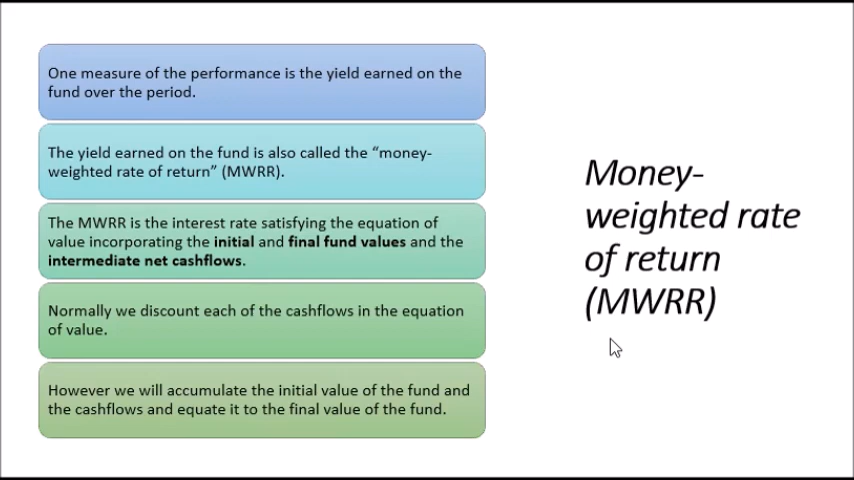 One measure of the performance is the yield earned on the
fund over the period.
The yield earned on the fund is also called the “money-
weighted rate of return” (MWRR).
The MWRR is the interest rate satisfying the equation of
value incorporating the initial and final fund values and the
intermediate net cashflows.
Normally we discount each of the cashflows in the equation
of value.
However we will accumulate the initial value of the fund and
the cashflows and equate it to the final value of the fund.
Money-
weighted rate
of return
(MWRR)